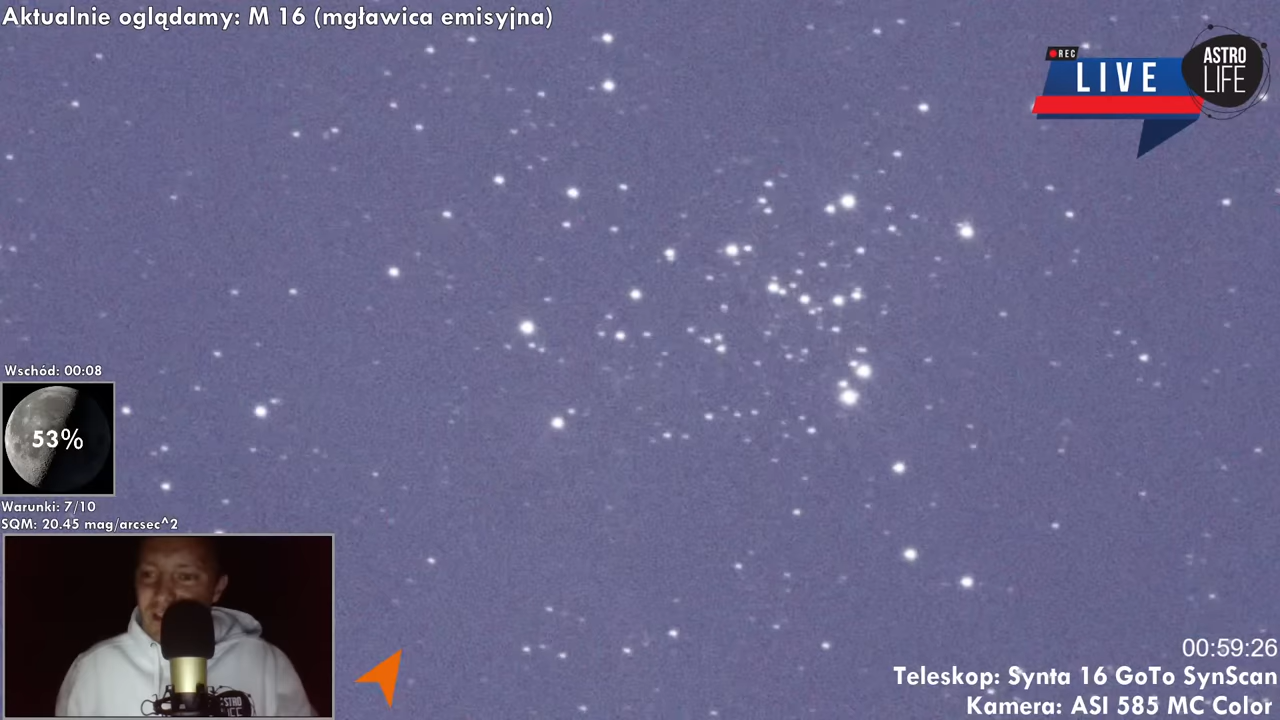 Aktualnie oglądamy: M 16 (mgławica emisyjna)
REC
LIVE
ASTRO
LIFE
Wschód: 00:08
53%
Warunki: 7/10
SQM: 20.45 mag/arcsec^2
ASTRO
00:59:26
Teleskop: Synta 16 GoTo SynScan
Kamera: ASI 585 MC Color